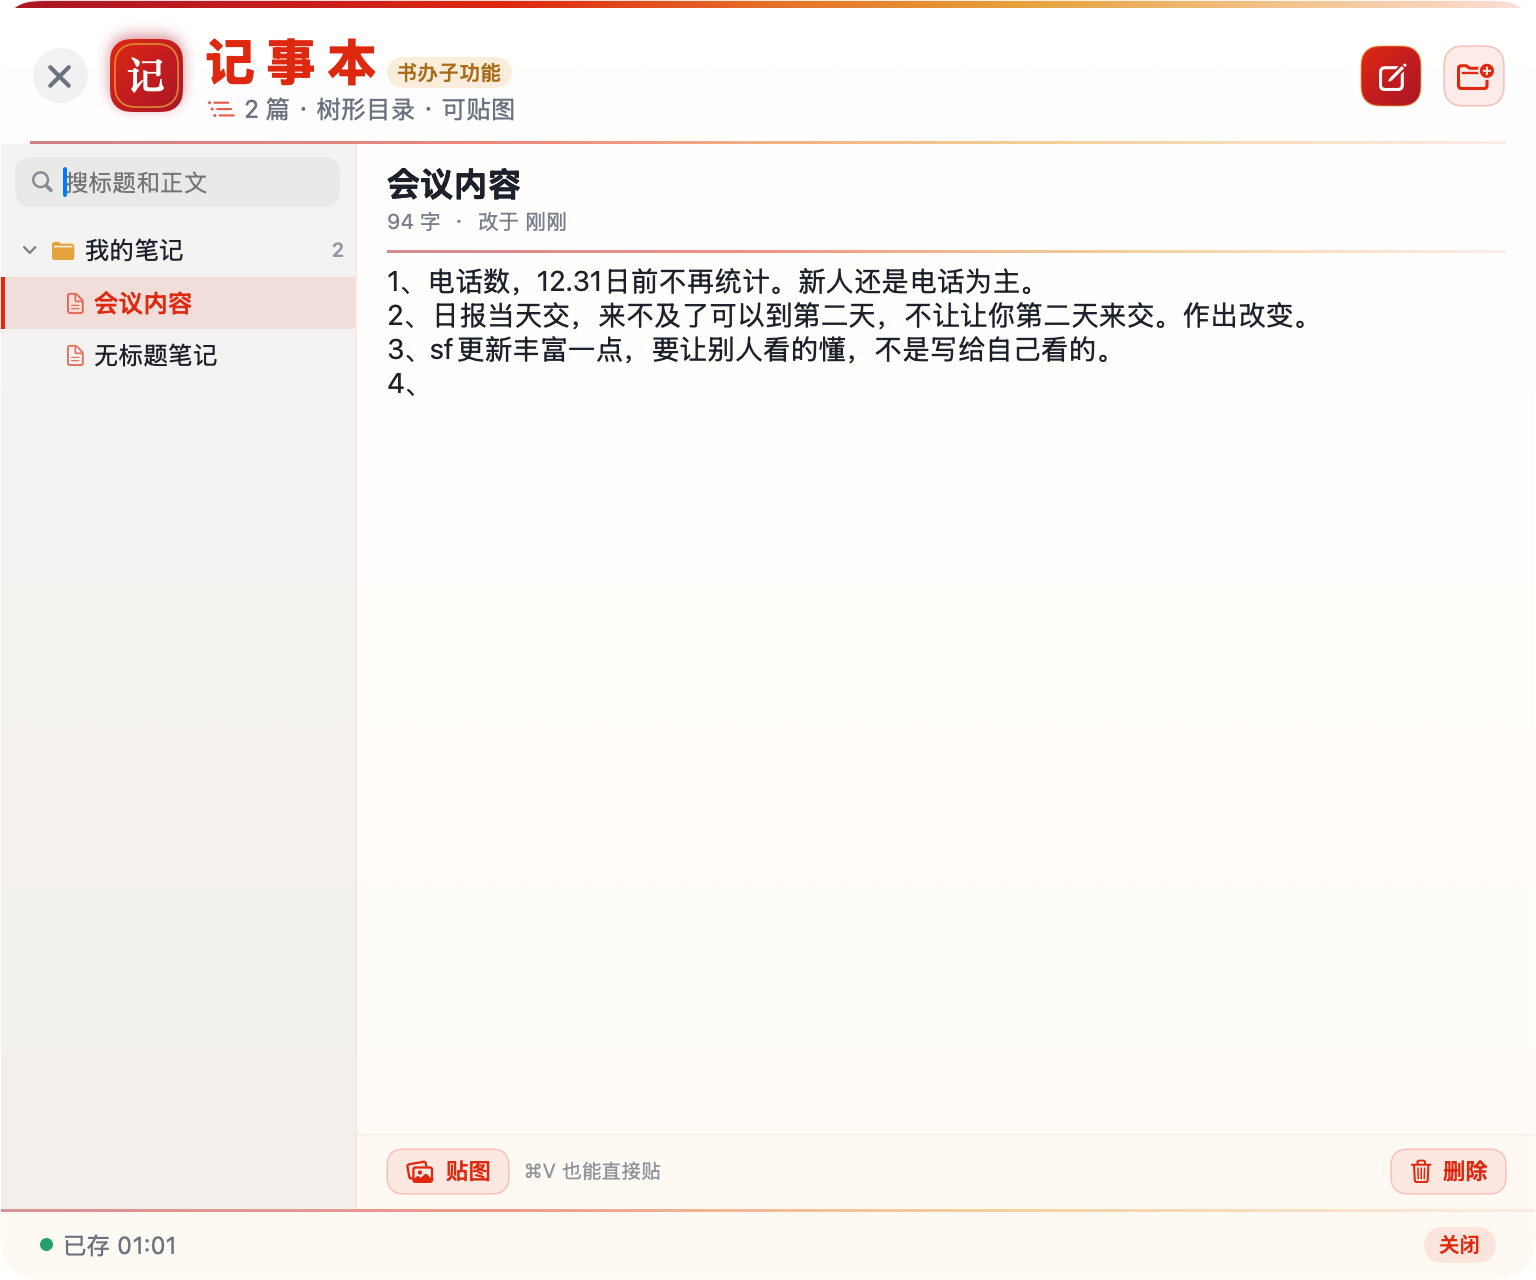 记
记事本
书办子功能
2 篇 · 树形目录 · 可贴图
搜标题和正文
我的笔记 2
会议内容
无标题笔记
会议内容
94 字 · 改于 刚刚
1、电话数，12.31日前不再统计。新人还是电话为主。
2、日报当天交，来不及了可以到第二天，不让让你第二天来交。作出改变。
3、sf更新丰富一点，要让别人看的懂，不是写给自己看的。
4、
贴图 ⌘V 也能直接贴
删除
已存 01:01
关闭